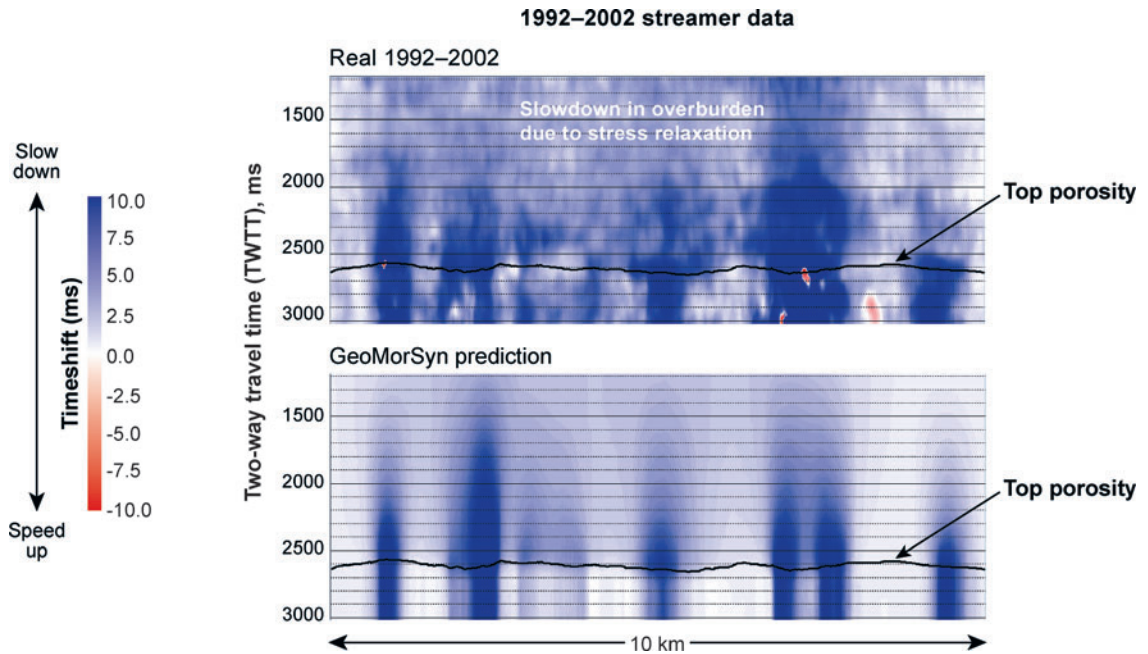 1992–2002 streamer data
Real 1992–2002
Slowdown in overburden
due to stress relaxation
1500
2000
2500
3000
Top porosity
Slow
down
Speed
up
Timeshift (ms)
10.0
7.5
5.0
2.5
0.0
-2.5
-5.0
-7.5
-10.0
Two-way travel time (TWTT), ms
GeoMorSyn prediction
1500
2000
2500
3000
Top porosity
10 km